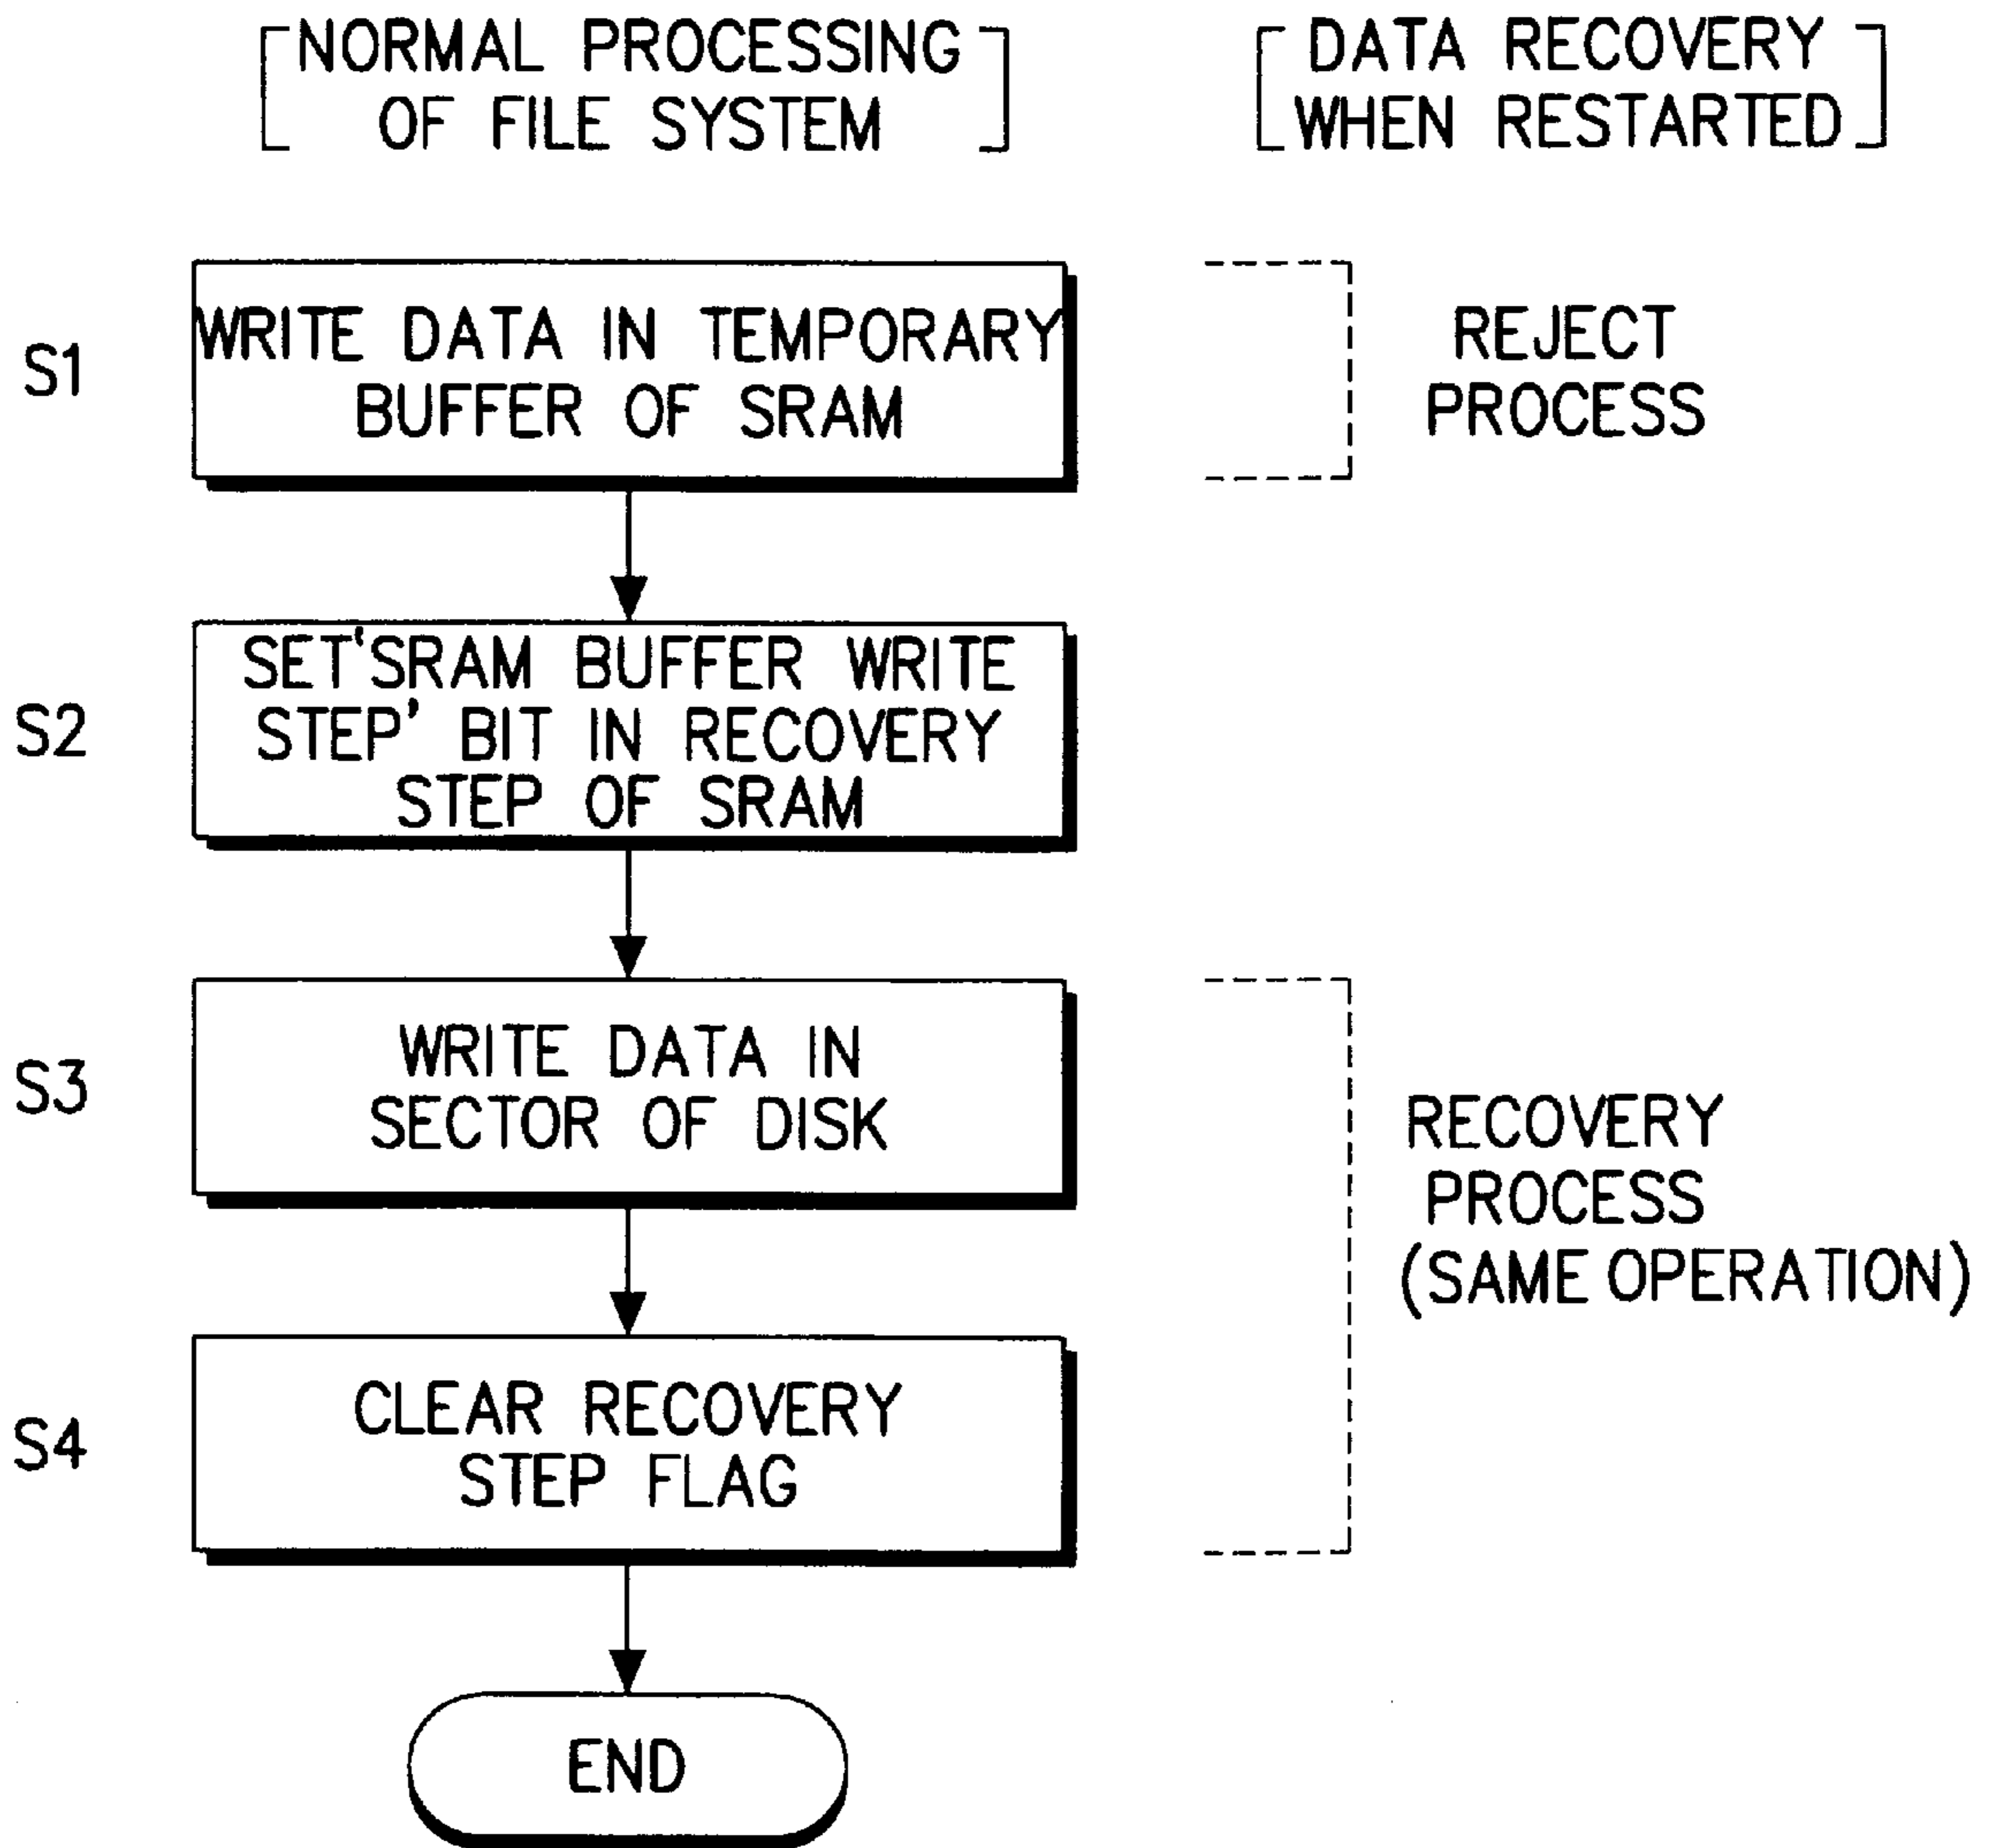 NORMAL PROCESSING
OF FILE SYSTEM
DATA RECOVERY
WHEN RESTARTED
S1
WRITE DATA IN TEMPORARY
BUFFER OF SRAM
REJECT
PROCESS
S2
SET'SRAM BUFFER WRITE
STEP' BIT IN RECOVERY
STEP OF SRAM
S3
WRITE DATA IN
SECTOR OF DISK
RECOVERY
PROCESS
(SAME OPERATION)
S4
CLEAR RECOVERY
STEP FLAG
END